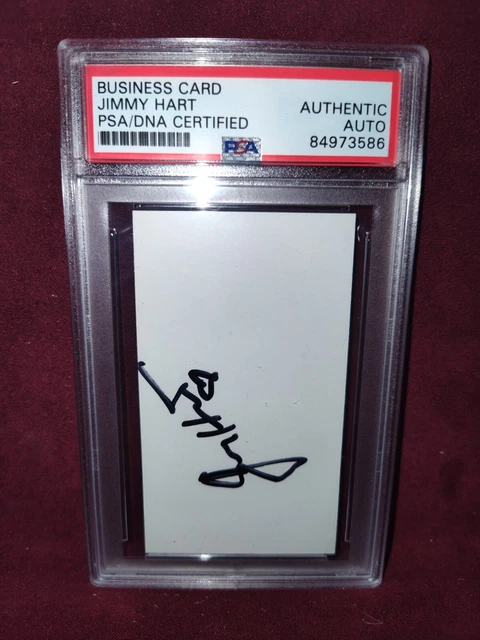 BUSINESS CARD
JIMMY HART
PSA/DNA CERTIFIED
AUTHENTIC
AUTO
84973586
PSA